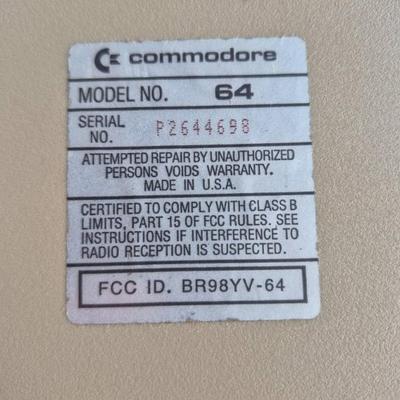 commodore
MODEL NO. 64
SERIAL
NO. P2644698
ATTEMPTED REPAIR BY UNAUTHORIZED
PERSONS VOIDS WARRANTY.
MADE IN U.S.A.
CERTIFIED TO COMPLY WITH CLASS B
LIMITS, PART 15 OF FCC RULES. SEE
INSTRUCTIONS IF INTERFERENCE TO
RADIO RECEPTION IS SUSPECTED.
FCC ID. BR98YV-64